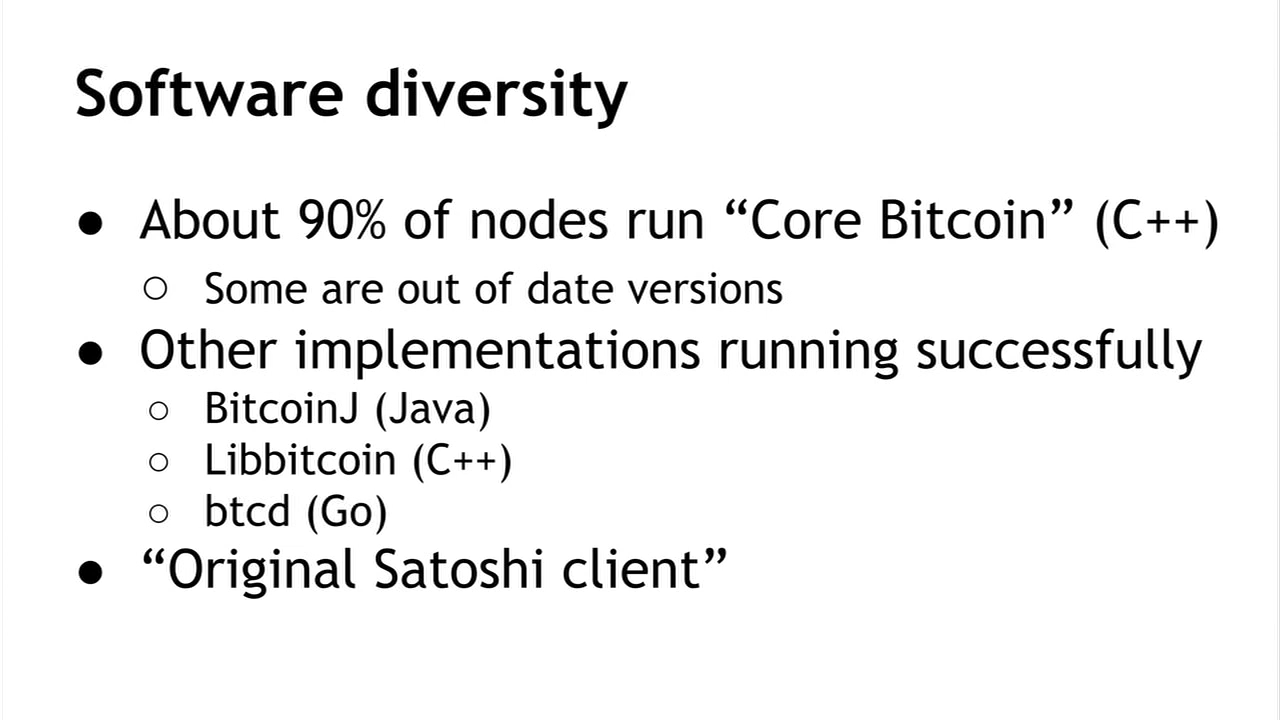 Software diversity
● About 90% of nodes run “Core Bitcoin” (C++)
○ Some are out of date versions
● Other implementations running successfully
○ BitcoinJ (Java)
○ Libbitcoin (C++)
○ btcd (Go)
● “Original Satoshi client”